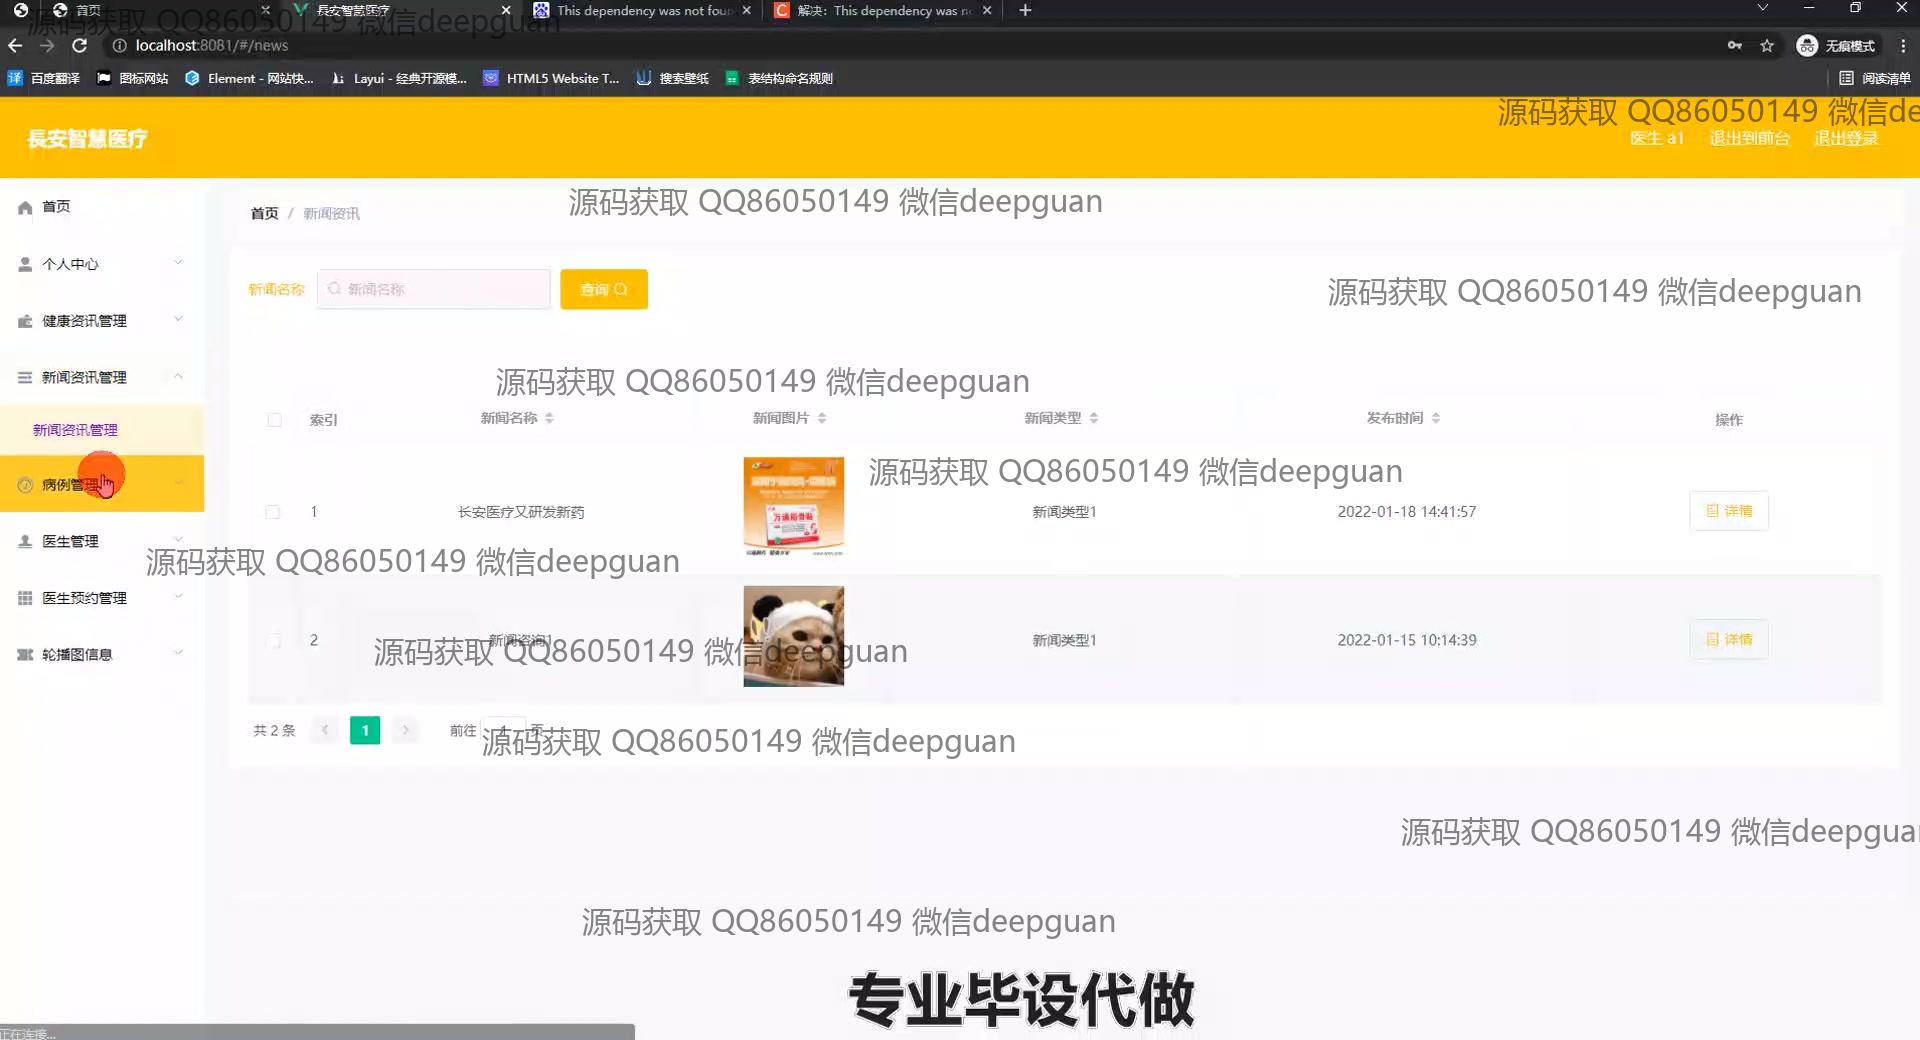 首页
長安智慧医疗
This dependency was not foun
解决: This dependency was n
源码获取 QQ86050149 微信deepguan
localhost:8081/#/news
无痕模式
百度翻译
图标网站
Element - 网站快...
Layui - 经典开源模...
HTML5 Website T...
搜索壁纸
表结构命名规则
阅读清单
源码获取 QQ86050149 微信de
長安智慧医疗
医生 a1
退出到前台
退出登录
首页
首页 / 新闻资讯
源码获取 QQ86050149 微信deepguan
个人中心
新闻名称
新闻名称
查询
源码获取 QQ86050149 微信deepguan
健康资讯管理
新闻资讯管理
源码获取 QQ86050149 微信deepguan
索引
新闻名称
新闻图片
新闻类型
发布时间
操作
新闻资讯管理
病例管理
源码获取 QQ86050149 微信deepguan
1
长安医疗又研发新药
万通筋骨贴
新闻类型1
2022-01-18 14:41:57
详情
医生管理
源码获取 QQ86050149 微信deepguan
医生预约管理
2
新闻咨询1
新闻类型1
2022-01-15 10:14:39
详情
源码获取 QQ86050149 微信deepguan
轮播图信息
共 2 条
1
前往
1
页
源码获取 QQ86050149 微信deepguan
源码获取 QQ86050149 微信deepguan
源码获取 QQ86050149 微信deepguan
专业毕设代做
正在连接...